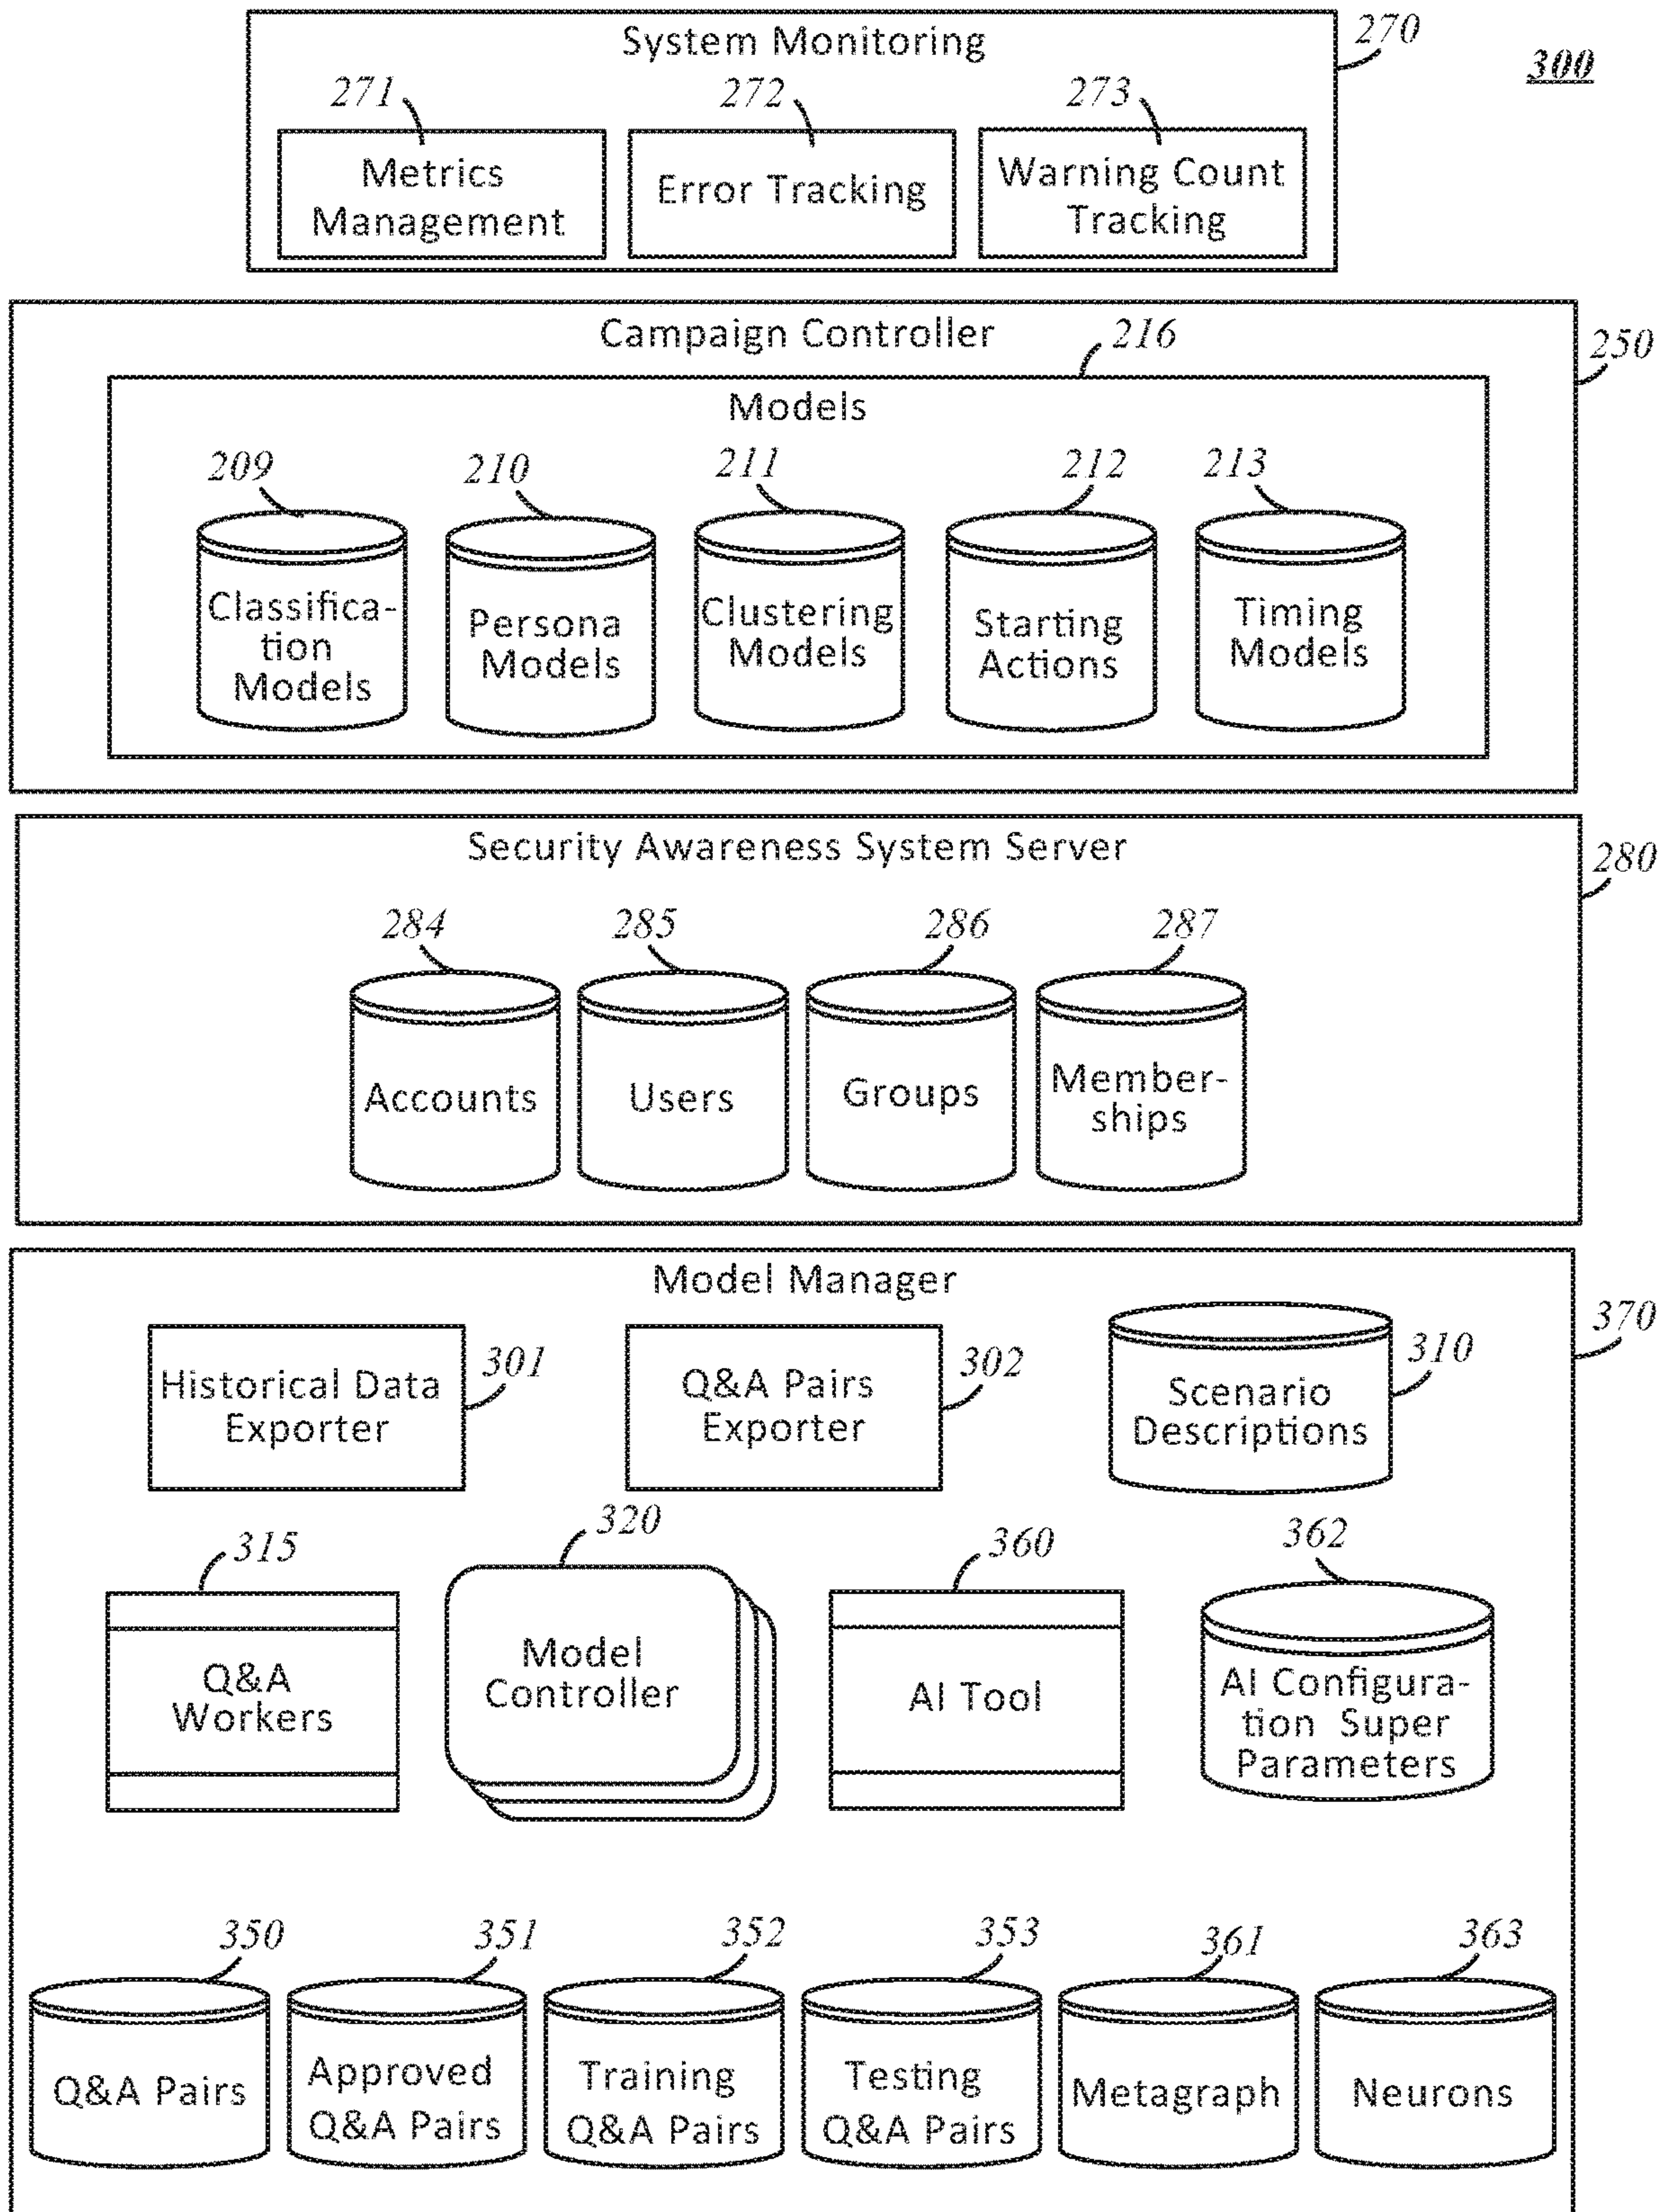 System Monitoring
270
300
271
272
273
Metrics
Management
Error Tracking
Warning Count
Tracking
Campaign Controller
216
250
Models
209
210
211
212
213
Classifica-
tion
Models
Persona
Models
Clustering
Models
Starting
Actions
Timing
Models
Security Awareness System Server
280
284
285
286
287
Accounts
Users
Groups
Member-
ships
Model Manager
370
Historical Data
Exporter
301
Q&A Pairs
Exporter
302
Scenario
Descriptions
310
315
320
360
362
Q&A
Workers
Model
Controller
AI Tool
AI Configura-
tion Super
Parameters
350
351
352
353
361
363
Q&A Pairs
Approved
Q&A Pairs
Training
Q&A Pairs
Testing
Q&A Pairs
Metagraph
Neurons